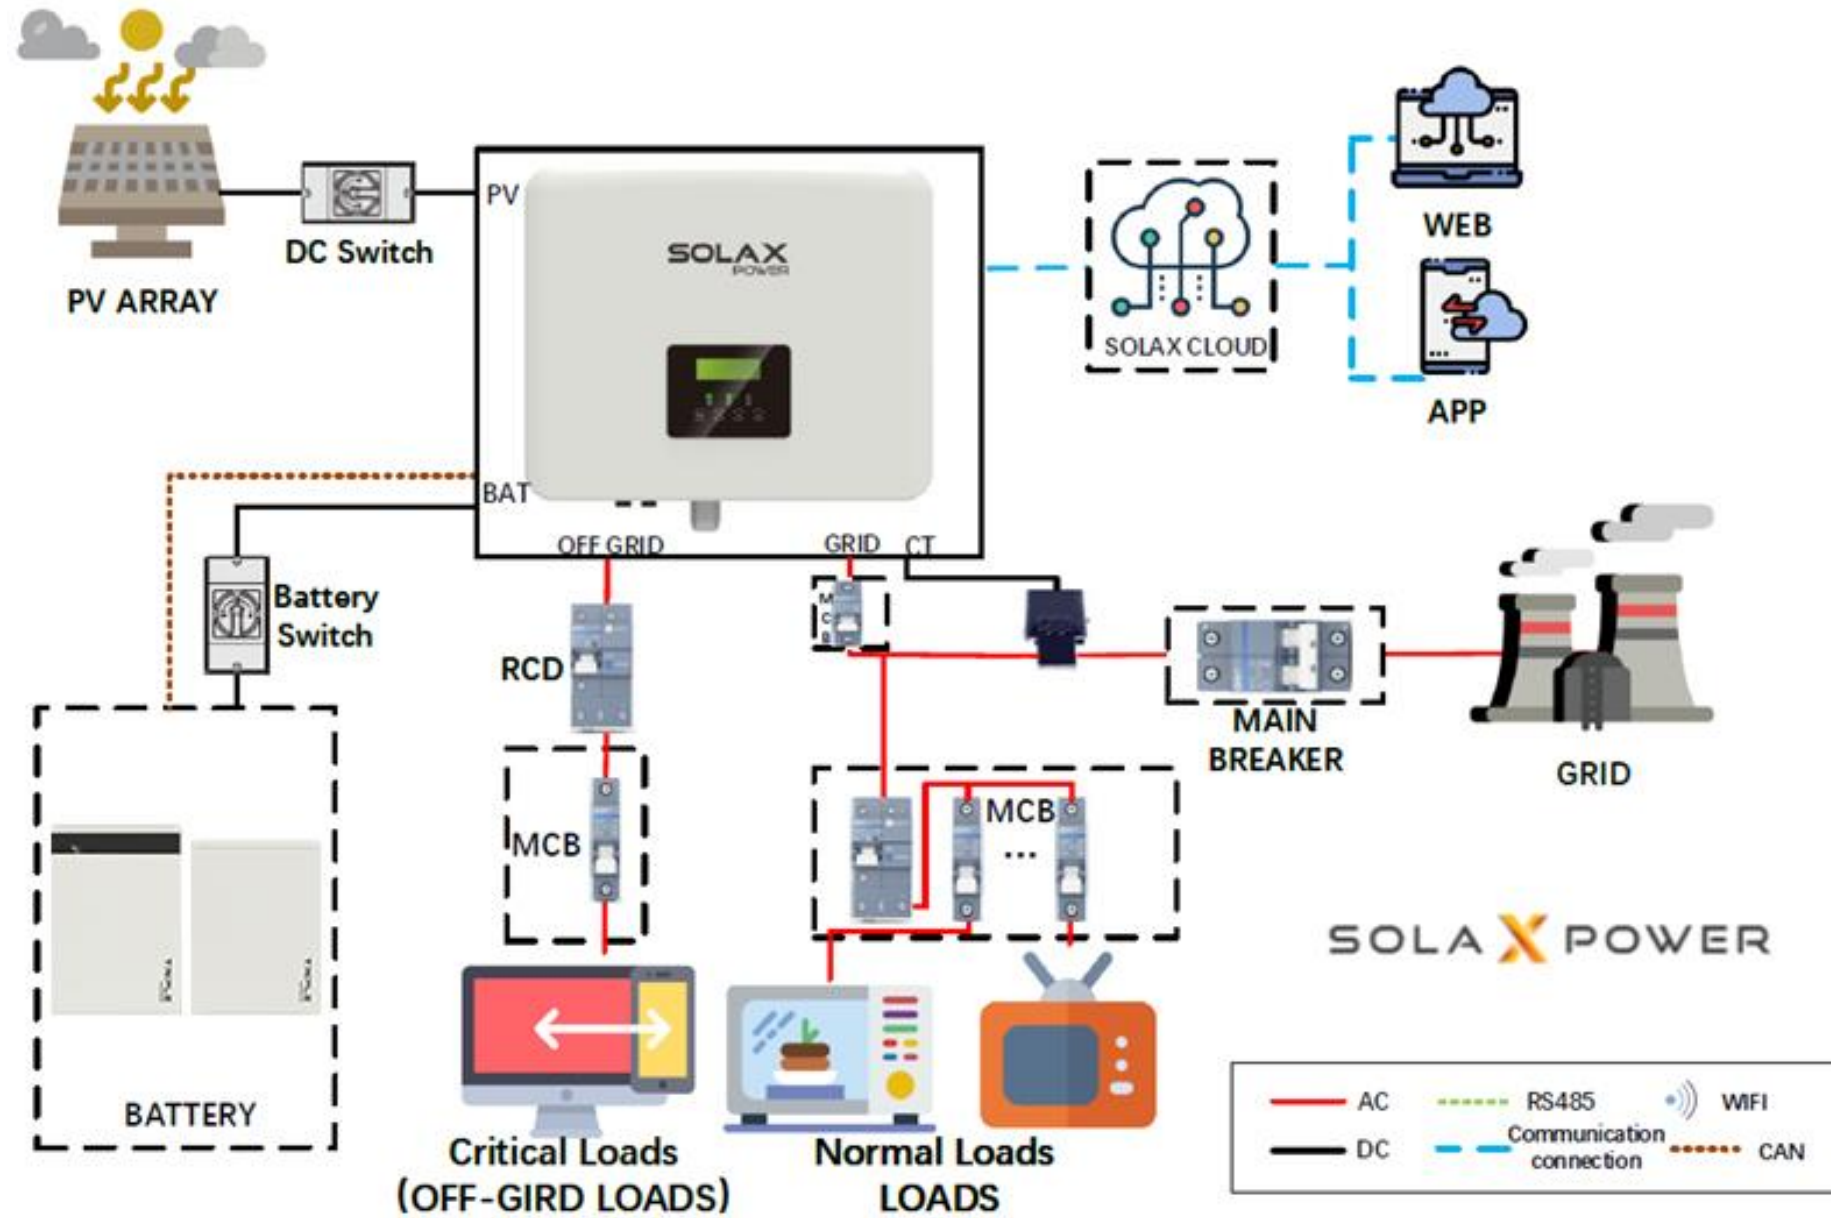 PV
SOLAX
POWER
WEB
DC Switch
PV ARRAY
SOLAX CLOUD
APP
BAT
OFF GRID
GRID
CT
Battery
Switch
M
C
B
RCD
MAIN
BREAKER
GRID
MCB
MCB
...
SOLAX POWER
BATTERY
Critical Loads
(OFF-GIRD LOADS)
Normal Loads
LOADS
AC
RS485
WIFI
DC
Communication
connection
CAN